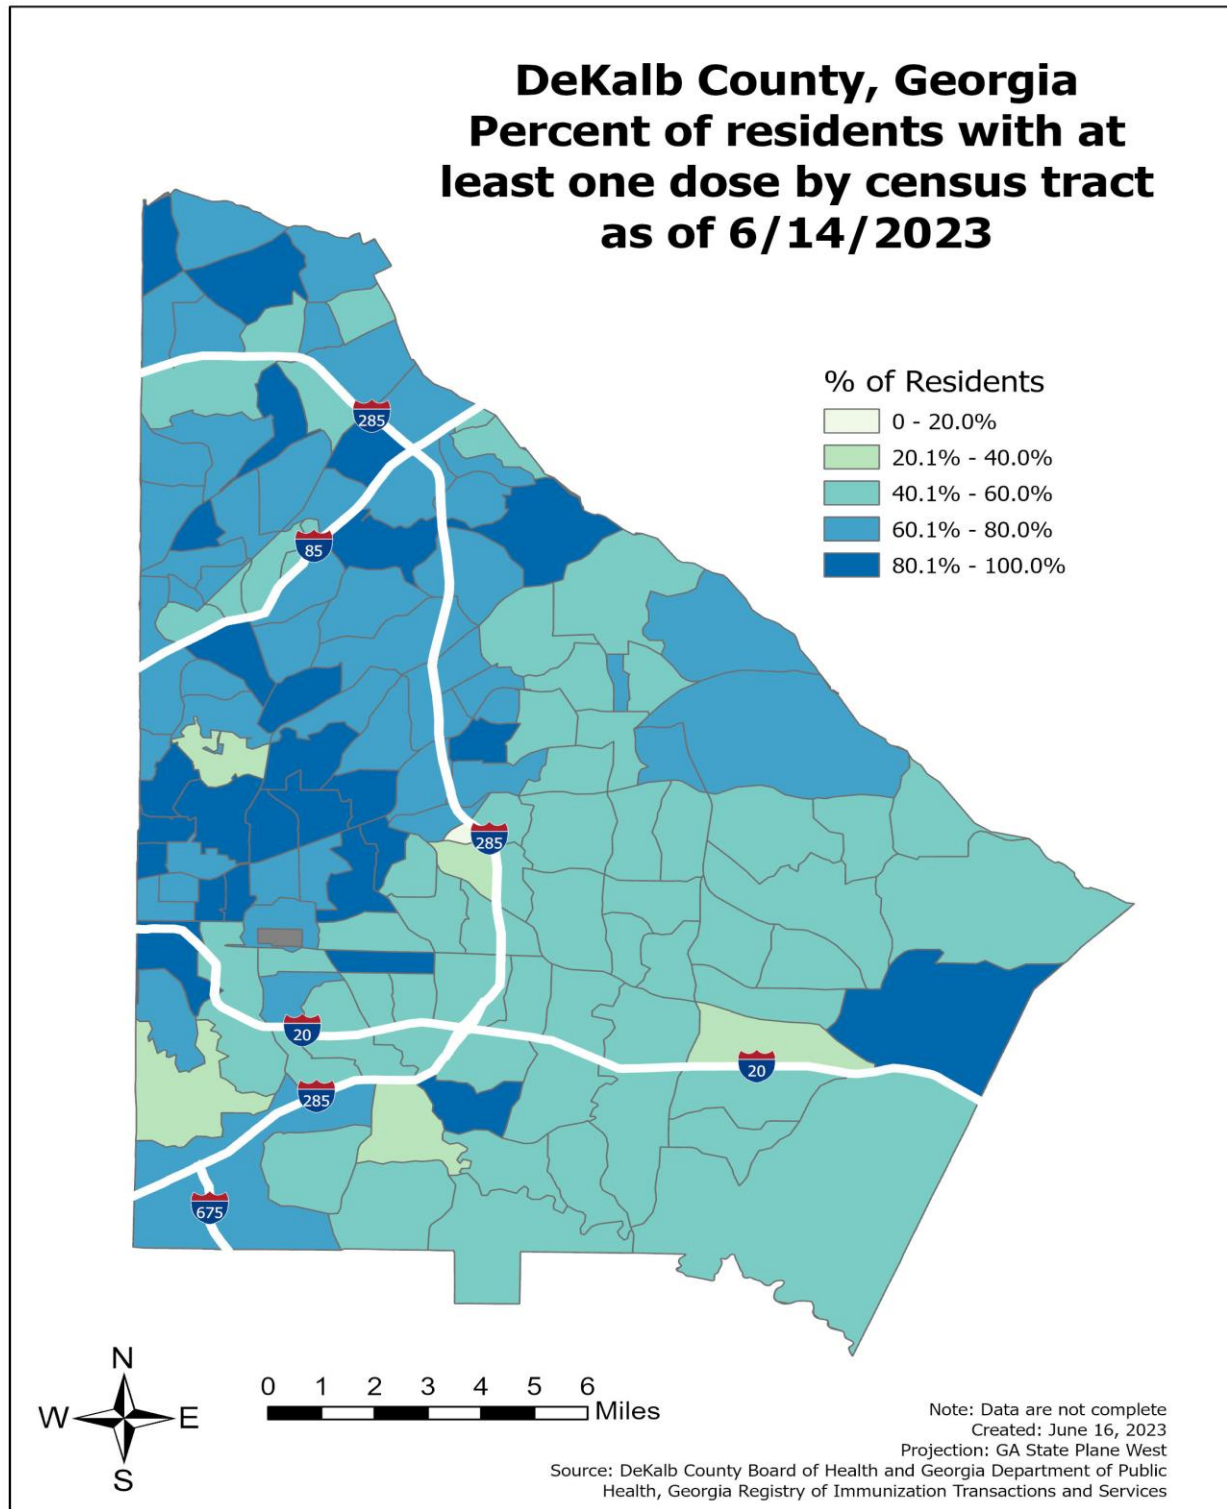 DeKalb County, Georgia
Percent of residents with at
least one dose by census tract
as of 6/14/2023
% of Residents
0 - 20.0%
20.1% - 40.0%
40.1% - 60.0%
60.1% - 80.0%
80.1% - 100.0%
285
85
285
20
20
285
675
N
W
E
S
0 1 2 3 4 5 6
Miles
Note: Data are not complete
Created: June 16, 2023
Projection: GA State Plane West
Source: DeKalb County Board of Health and Georgia Department of Public
Health, Georgia Registry of Immunization Transactions and Services